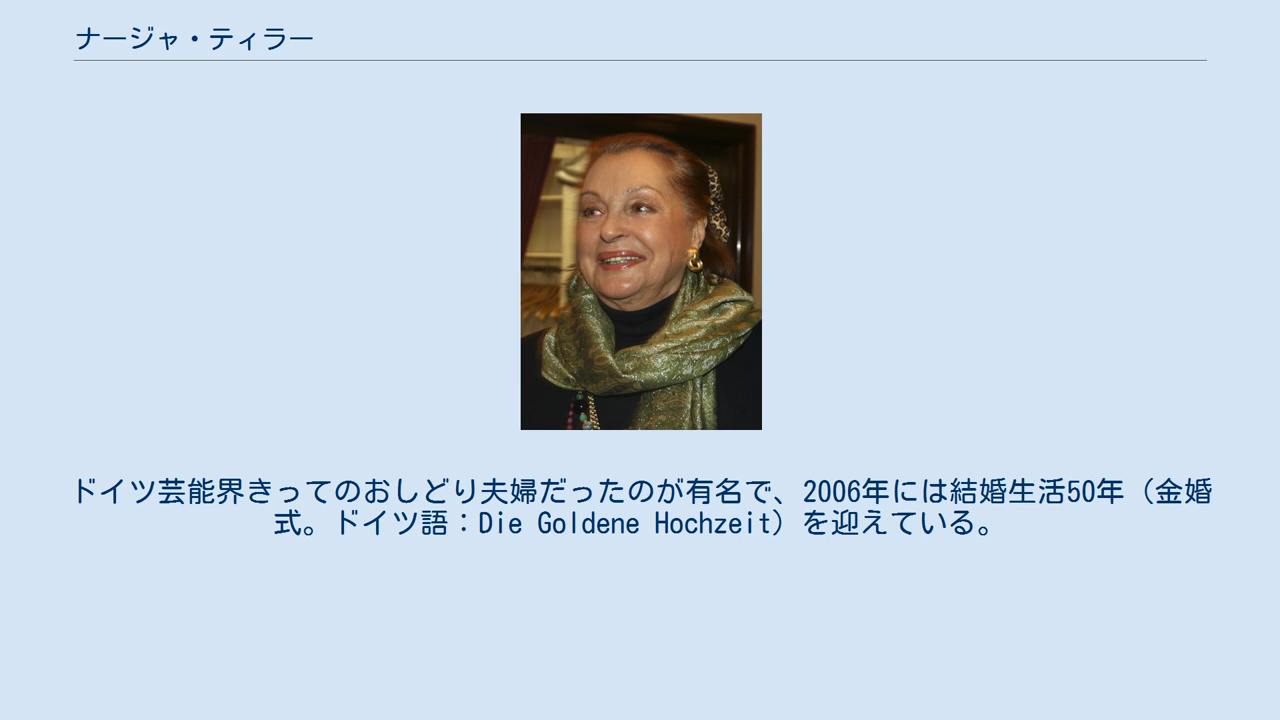 ナージャ・ティラー
ドイツ芸能界きってのおしどり夫婦だったのが有名で、2006年には結婚生活50年（金婚
式。ドイツ語：Die Goldene Hochzeit）を迎えている。